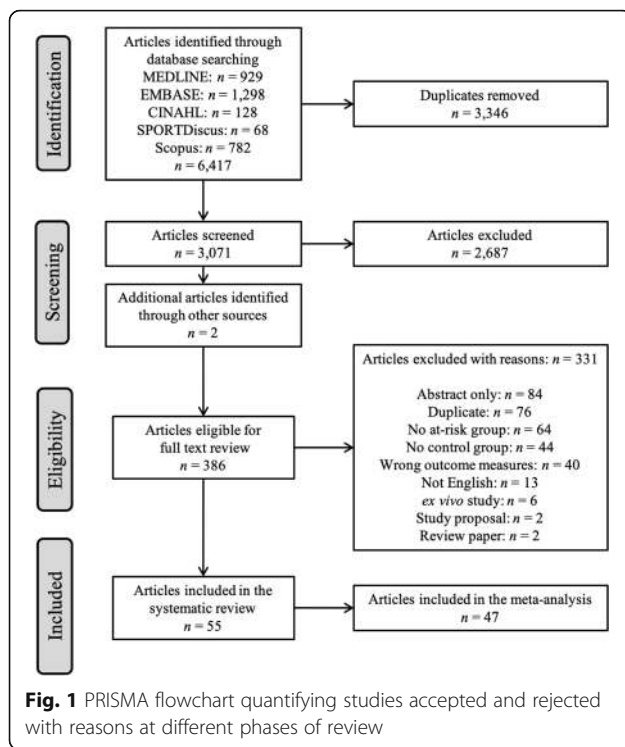 Identification
Articles identified through
database searching
MEDLINE: n = 929
EMBASE: n = 1,298
CINAHL: n = 128
SPORTDiscus: n = 68
Scopus: n = 782
n = 6,417
Duplicates removed
n = 3,346
Screening
Articles screened
n = 3,071
Articles excluded
n = 2,687
Additional articles identified
through other sources
n = 2
Eligibility
Articles eligible for
full text review
n = 386
Articles excluded with reasons: n = 331
Abstract only: n = 84
Duplicate: n = 76
No at-risk group: n = 64
No control group: n = 44
Wrong outcome measures: n = 40
Not English: n = 13
ex vivo study: n = 6
Study proposal: n = 2
Review paper: n = 2
Included
Articles included in the
systematic review
n = 55
Articles included in the meta-analysis
n = 47
Fig. 1 PRISMA flowchart quantifying studies accepted and rejected
with reasons at different phases of review